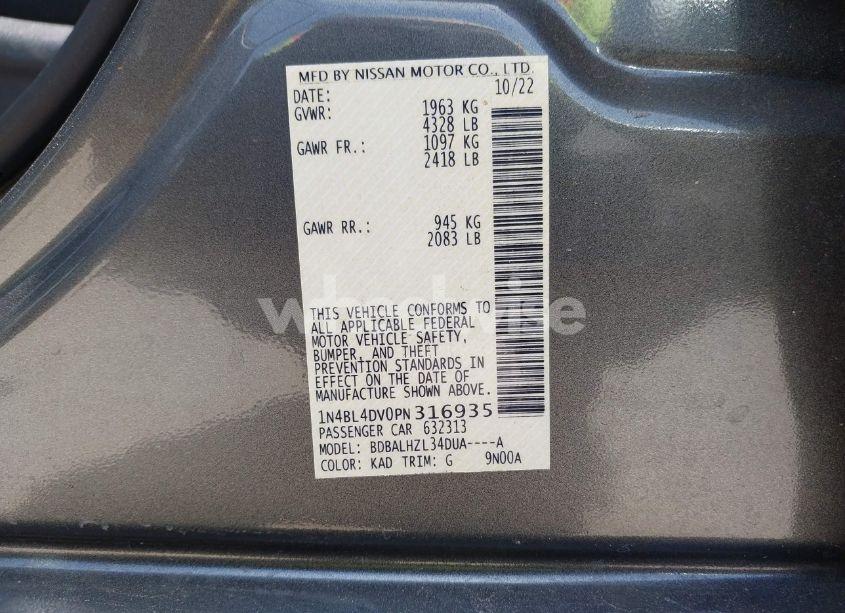 MFD BY NISSAN MOTOR CO., LTD.
DATE: 10/22
GVWR: 1963 KG
4328 LB
GAWR FR.: 1097 KG
2418 LB
GAWR RR.: 945 KG
2083 LB
THIS VEHICLE CONFORMS TO
ALL APPLICABLE FEDERAL
MOTOR VEHICLE SAFETY,
BUMPER, AND THEFT
PREVENTION STANDARDS IN
EFFECT ON THE DATE OF
MANUFACTURE SHOWN ABOVE.
1N4BL4DV0PN316935
PASSENGER CAR 632313
MODEL: BDBALHZL34DUA----A
COLOR: KAD TRIM: G 9N00A